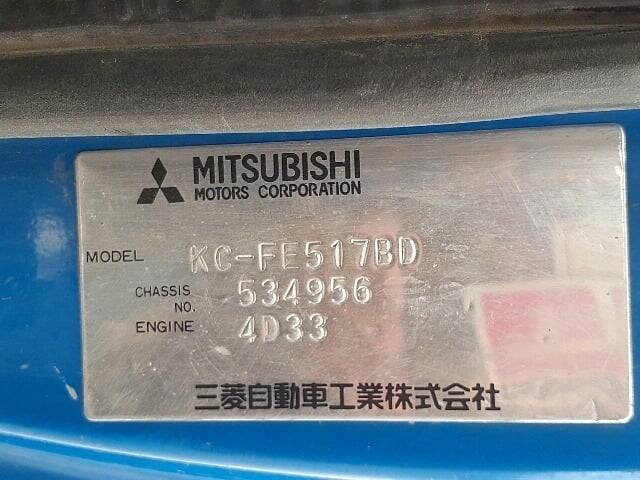 MITSUBISHI
MOTORS CORPORATION
MODEL KC-FE517BD
CHASSIS NO. 534956
ENGINE 4D33
三菱自動車工業株式会社